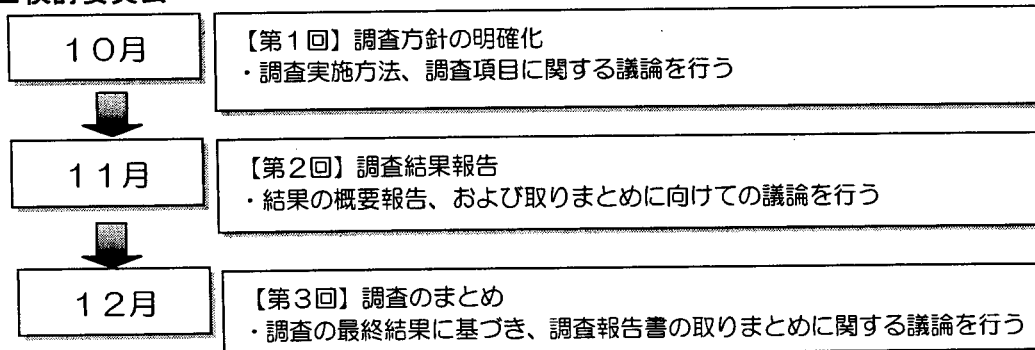 １０月
【第１回】調査方針の明確化
・調査実施方法、調査項目に関する議論を行う
１１月
【第２回】調査結果報告
・結果の概要報告、および取りまとめに向けての議論を行う
１２月
【第３回】調査のまとめ
・調査の最終結果に基づき、調査報告書の取りまとめに関する議論を行う